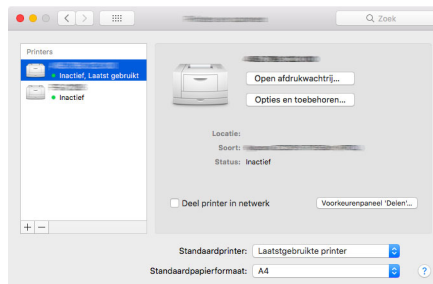 Zoek
Printers
Inactief, Laatst gebruikt
Inactief
Open afdrukwachtrij...
Opties en toebehoren...
Locatie:
Soort:
Status: Inactief
Deel printer in netwerk
Voorkeurenpaneel 'Delen'...
+ −
Standaardprinter: Laatstgebruikte printer
Standaardpapierformaat: A4
?